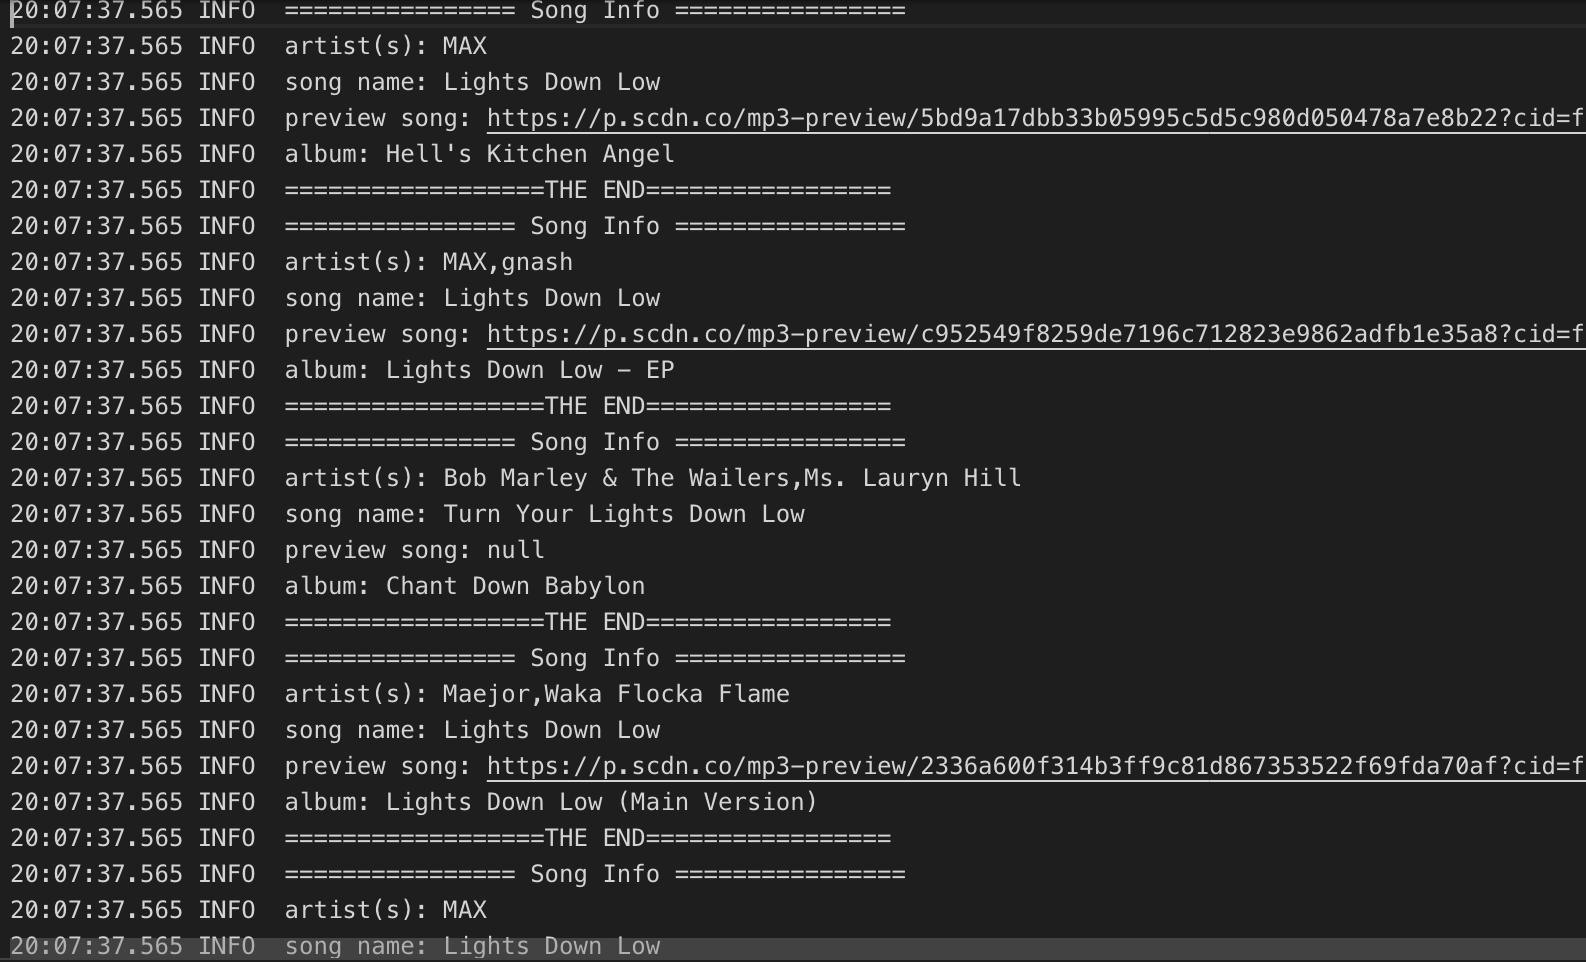 20:07:37.565 INFO  ================ Song Info ================
20:07:37.565 INFO  artist(s): MAX
20:07:37.565 INFO  song name: Lights Down Low
20:07:37.565 INFO  preview song: https://p.scdn.co/mp3-preview/5bd9a17dbb33b05995c5d5c980d050478a7e8b22?cid=f
20:07:37.565 INFO  album: Hell's Kitchen Angel
20:07:37.565 INFO  ==================THE END=================
20:07:37.565 INFO  ================ Song Info ================
20:07:37.565 INFO  artist(s): MAX,gnash
20:07:37.565 INFO  song name: Lights Down Low
20:07:37.565 INFO  preview song: https://p.scdn.co/mp3-preview/c952549f8259de7196c712823e9862adfb1e35a8?cid=f
20:07:37.565 INFO  album: Lights Down Low - EP
20:07:37.565 INFO  ==================THE END=================
20:07:37.565 INFO  ================ Song Info ================
20:07:37.565 INFO  artist(s): Bob Marley & The Wailers,Ms. Lauryn Hill
20:07:37.565 INFO  song name: Turn Your Lights Down Low
20:07:37.565 INFO  preview song: null
20:07:37.565 INFO  album: Chant Down Babylon
20:07:37.565 INFO  ==================THE END=================
20:07:37.565 INFO  ================ Song Info ================
20:07:37.565 INFO  artist(s): Maejor,Waka Flocka Flame
20:07:37.565 INFO  song name: Lights Down Low
20:07:37.565 INFO  preview song: https://p.scdn.co/mp3-preview/2336a600f314b3ff9c81d867353522f69fda70af?cid=f
20:07:37.565 INFO  album: Lights Down Low (Main Version)
20:07:37.565 INFO  ==================THE END=================
20:07:37.565 INFO  ================ Song Info ================
20:07:37.565 INFO  artist(s): MAX
20:07:37.565 INFO  song name: Lights Down Low